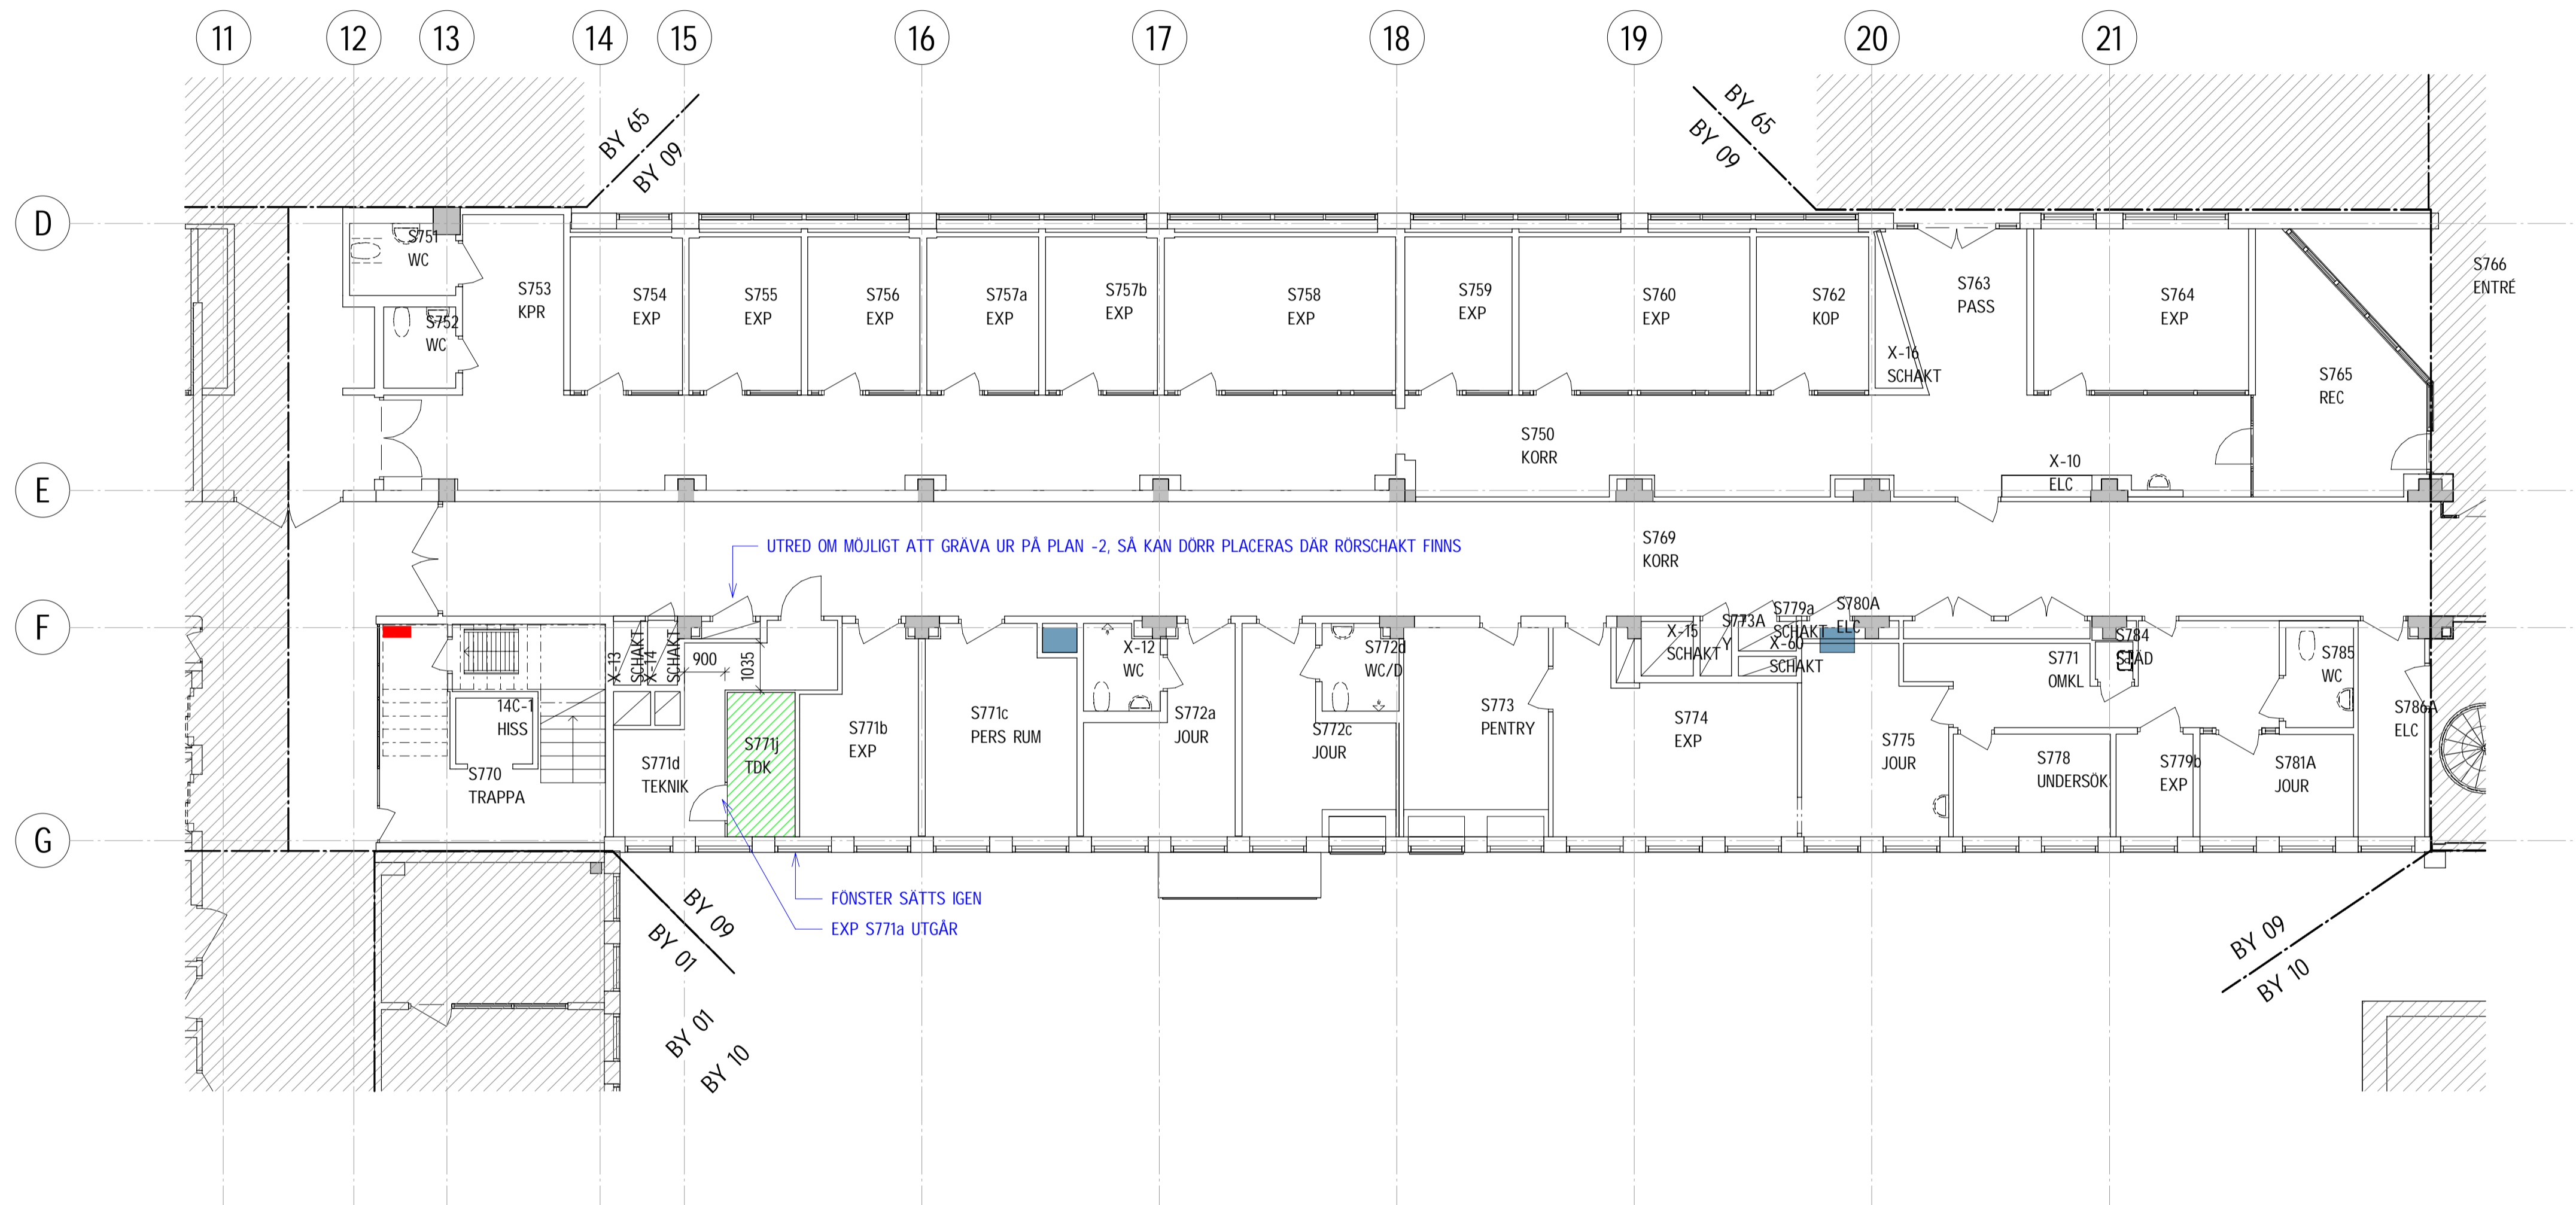 11
12
13
14
15
16
17
18
19
20
21
BY 65
BY 09
BY 65
BY 09
D
S751
WC
S752
WC
S753
KPR
S754
EXP
S755
EXP
S756
EXP
S757a
EXP
S757b
EXP
S758
EXP
S759
EXP
S760
EXP
S762
KOP
X-16
SCHAKT
S763
PASS
S764
EXP
S765
REC
S766
ENTRÉ
S750
KORR
X-10
ELC
E
UTRED OM MÖJLIGT ATT GRÄVA UR PÅ PLAN -2, SÅ KAN DÖRR PLACERAS DÄR RÖRSCHAKT FINNS
S769
KORR
F
X-13
SCHAKT
X-14
SCHAKT
900
1035
14C-1
HISS
S770
TRAPPA
S771d
TEKNIK
S771j
TDK
S771b
EXP
S771c
PERS RUM
X-12
WC
S772a
JOUR
S772d
WC/D
S772c
JOUR
S773
PENTRY
X-15
SCHAKT
S773A
Y
S779a
SCHAKT
X-60
SCHAKT
S780A
ELC
S774
EXP
S775
JOUR
S771
OMKL
S784
STÄD
S778
UNDERSÖK
S779b
EXP
S781A
JOUR
S785
WC
S786A
ELC
G
FÖNSTER SÄTTS IGEN
EXP S771a UTGÅR
BY 09
BY 01
BY 01
BY 10
BY 09
BY 10